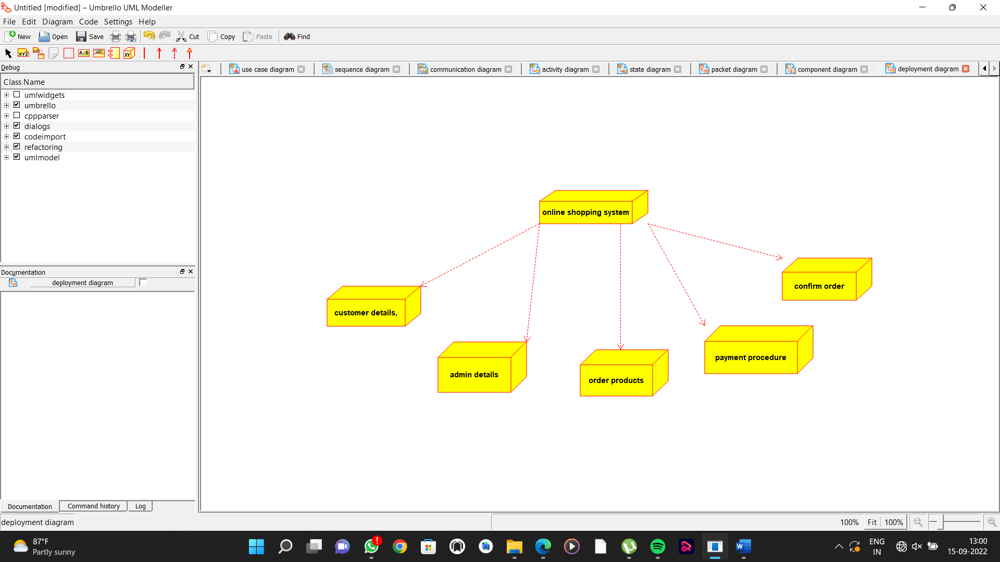 Untitled [modified] – Umbrello UML Modeller
File Edit Diagram Code Settings Help
New Open Save Cut Copy Paste Find
XYZ XYZ A:B ABC XY
Debug
Class Name
umlwidgets
umbrello
cppparser
dialogs
codeimport
refactoring
umlmodel
Documentation
deployment diagram
Documentation Command history Log
use case diagram sequence diagram communication diagram activity diagram state diagram packet diagram component diagram deployment diagram
online shopping system
confirm order
customer details,
payment procedure
admin details
order products
deployment diagram
100% Fit 100%
87°F
Partly sunny
ENG
IN
13:00
15-09-2022